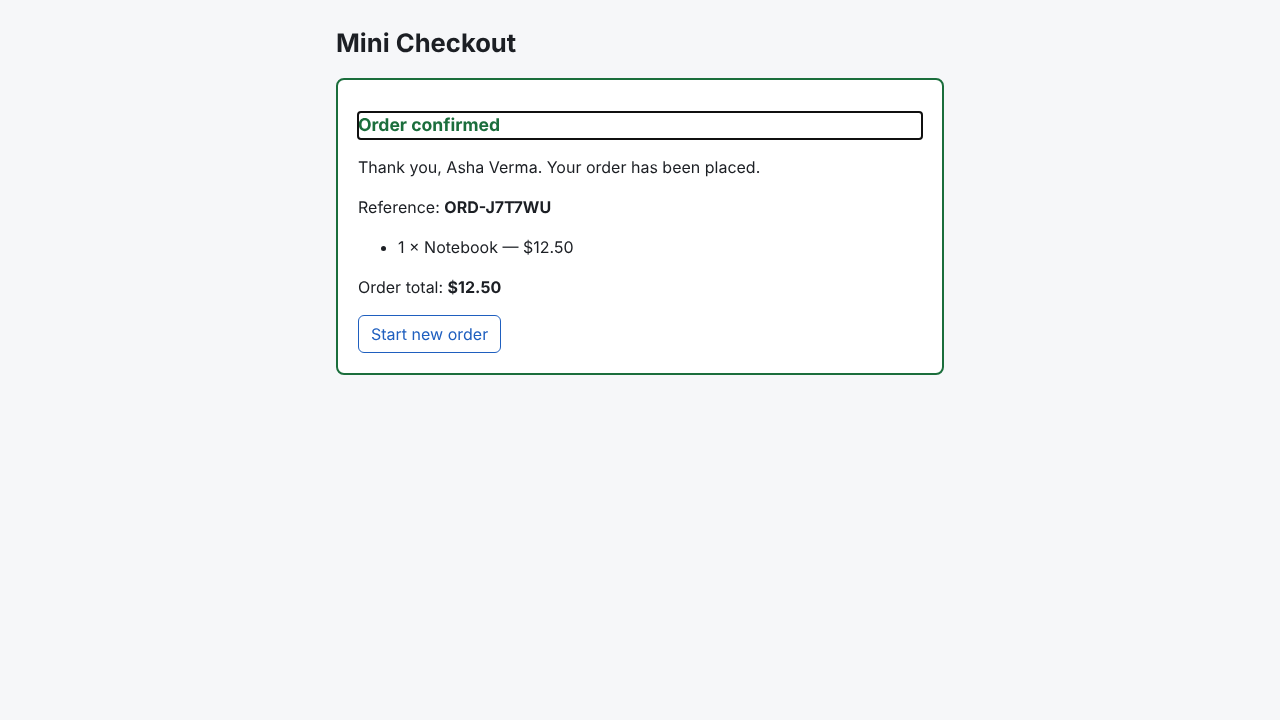 Mini Checkout
Order confirmed
Thank you, Asha Verma. Your order has been placed.
Reference: ORD-J7T7WU
• 1 × Notebook — $12.50
Order total: $12.50
Start new order